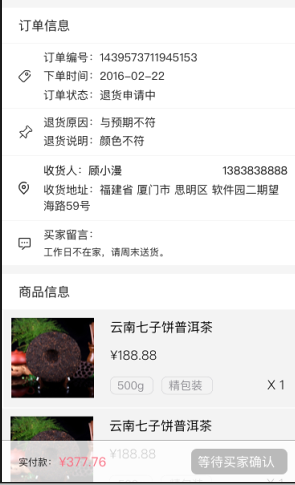 订单信息
订单编号：1439573711945153
下单时间：2016-02-22
订单状态：退货申请中
退货原因：与预期不符
退货说明：颜色不符
收货人：顾小漫 1383838888
收货地址：福建省 厦门市 思明区 软件园二期望
海路59号
买家留言：
工作日不在家，请周末送货。
商品信息
云南七子饼普洱茶
¥188.88
500g 精包装 X 1
云南七子饼普洱茶
¥188.88
实付款：¥377.76 等待买家确认